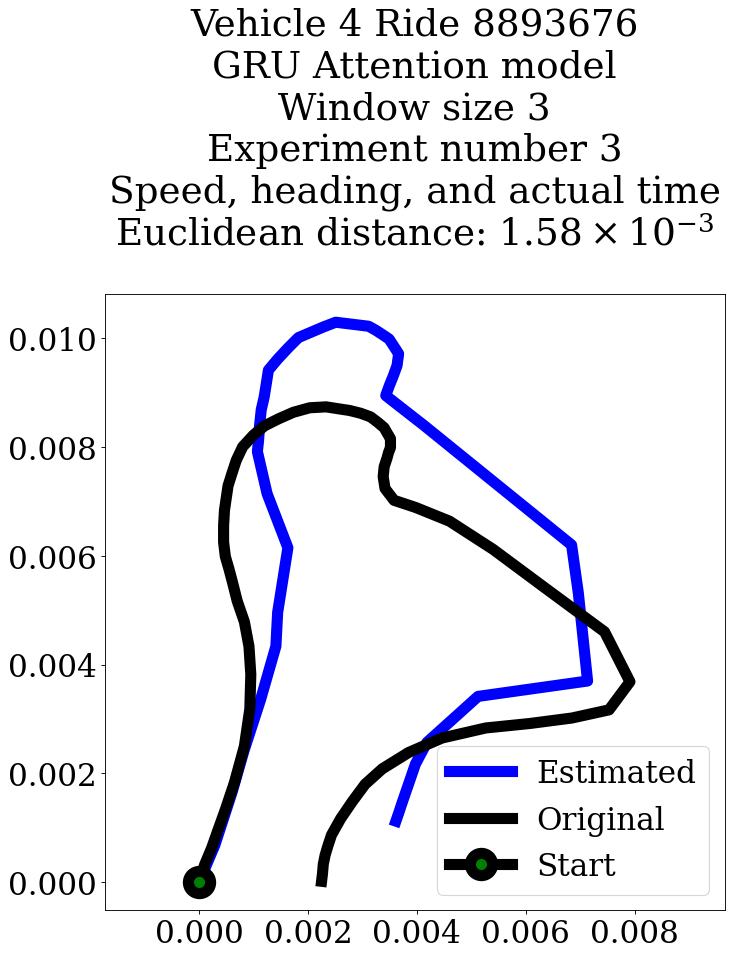 Vehicle 4 Ride 8893676
GRU Attention model
Window size 3
Experiment number 3
Speed, heading, and actual time
Euclidean distance: 1.58 × 10⁻³
0.010
0.008
0.006
0.004
0.002
0.000
Estimated
Original
Start
0.000 0.002 0.004 0.006 0.008